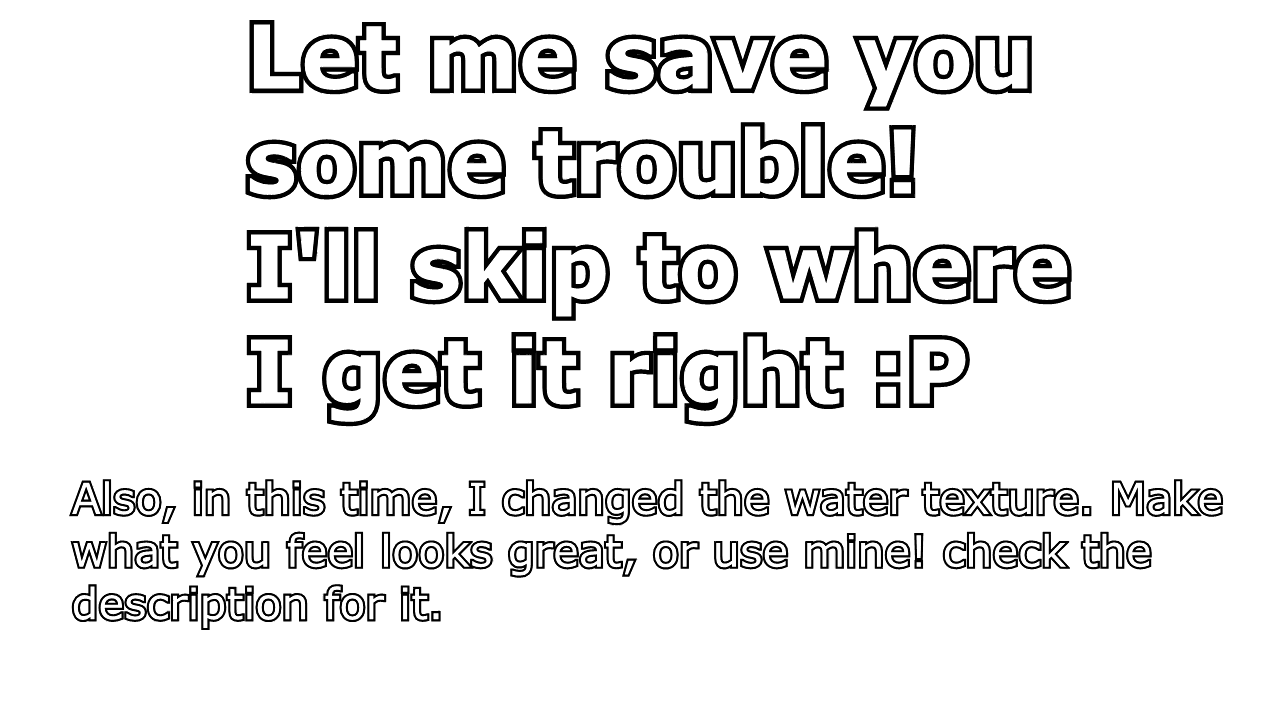 Let me save you
some trouble!
I'll skip to where
I get it right :P
Also, in this time, I changed the water texture. Make
what you feel looks great, or use mine! check the
description for it.